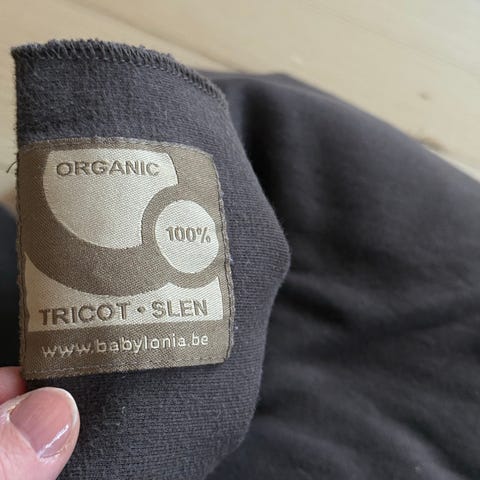 ORGANIC
100%
TRICOT • SLEN
www.babylonia.be